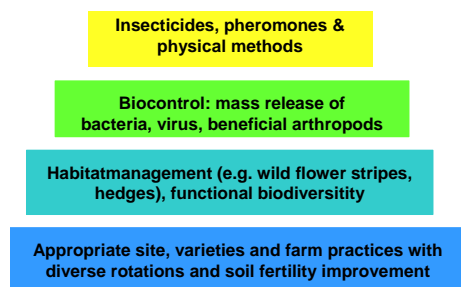 Insecticides, pheromones &
physical methods
Biocontrol: mass release of
bacteria, virus, beneficial arthropods
Habitatmanagement (e.g. wild flower stripes,
hedges), functional biodiversitity
Appropriate site, varieties and farm practices with
diverse rotations and soil fertility improvement